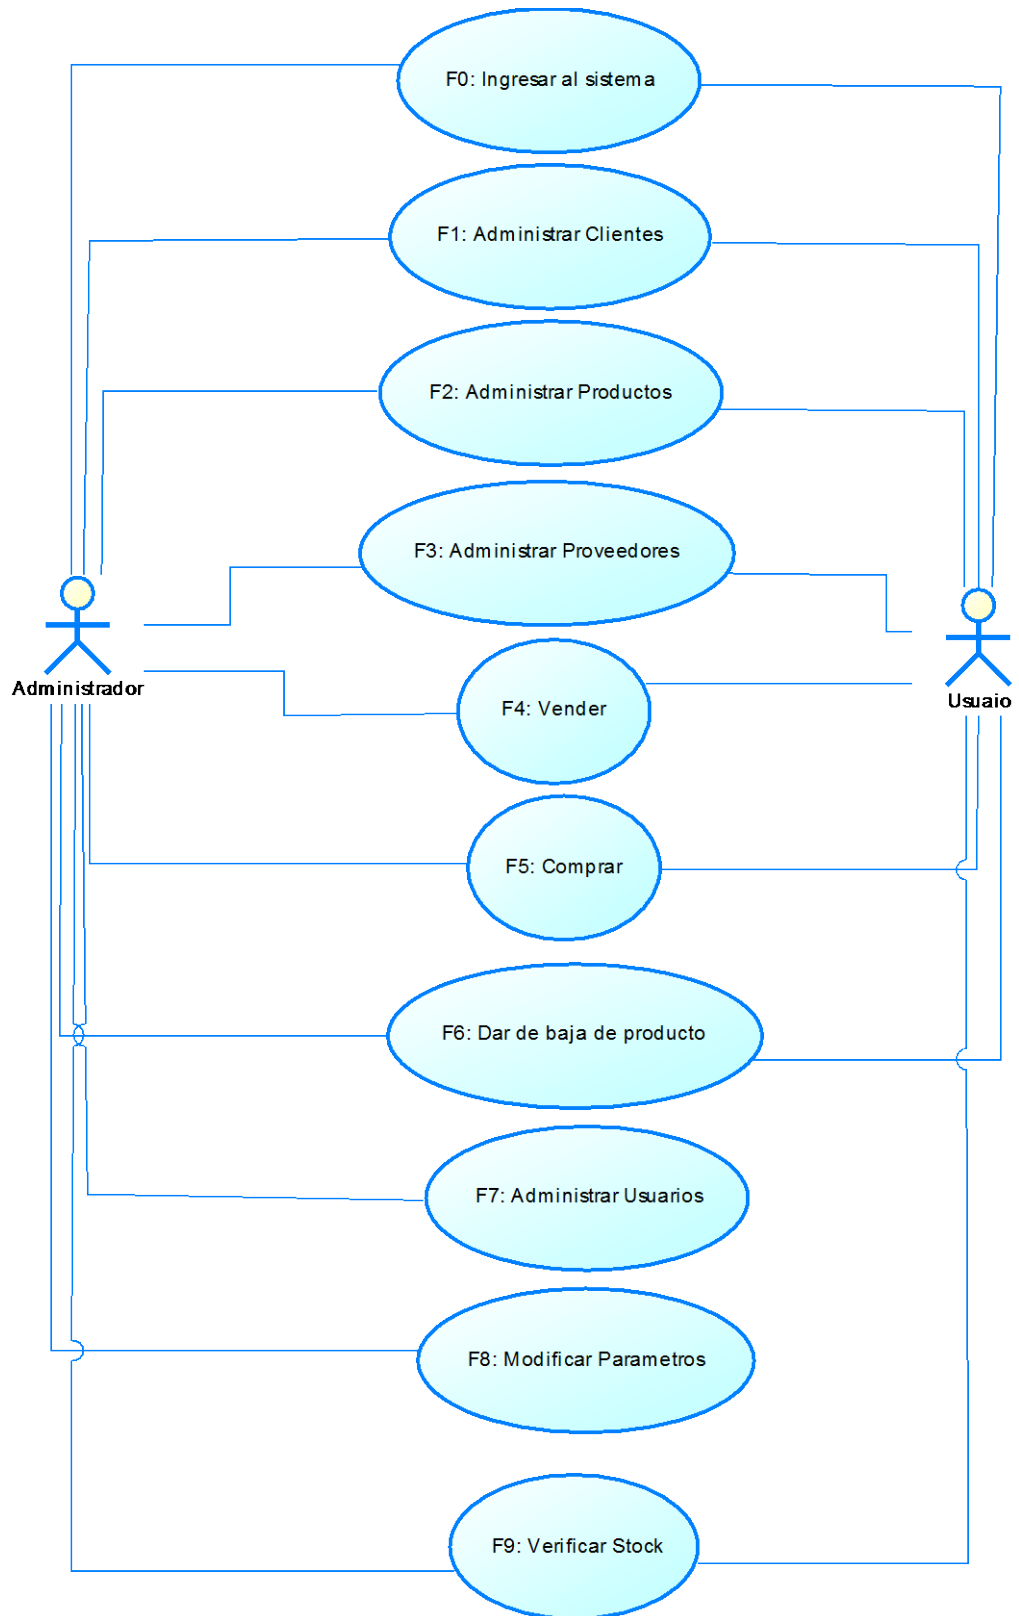 F0: Ingresar al sistema
F1: Administrar Clientes
F2: Administrar Productos
F3: Administrar Proveedores
Administrador
F4: Vender
Usuaio
F5: Comprar
F6: Dar de baja de producto
F7: Administrar Usuarios
F8: Modificar Parametros
F9: Verificar Stock